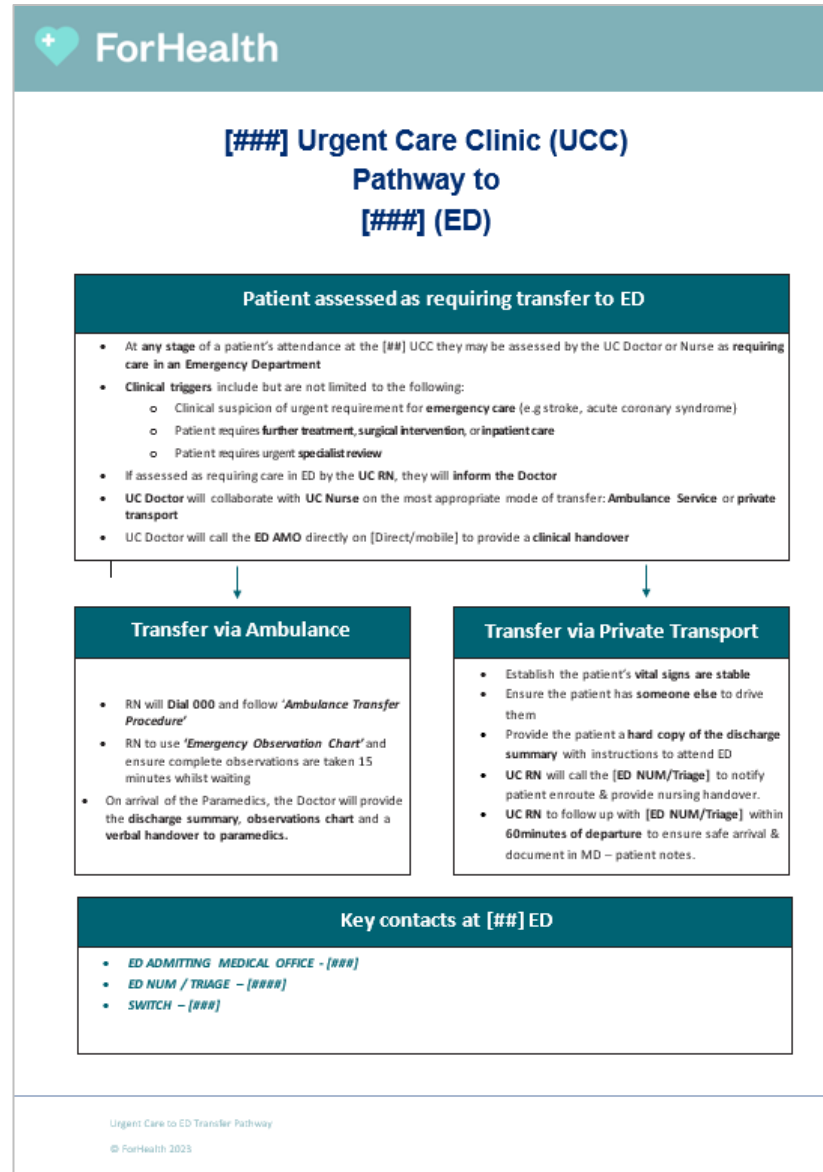 ForHealth
[###] Urgent Care Clinic (UCC)
Pathway to
[###] (ED)
Patient assessed as requiring transfer to ED
• At any stage of a patient's attendance at the [##] UCC they may be assessed by the UC Doctor or Nurse as requiring
care in an Emergency Department
• Clinical triggers include but are not limited to the following:
o Clinical suspicion of urgent requirement for emergency care (e.g stroke, acute coronary syndrome)
o Patient requires further treatment, surgical intervention, or inpatient care
o Patient requires urgent specialist review
• If assessed as requiring care in ED by the UC RN, they will inform the Doctor
• UC Doctor will collaborate with UC Nurse on the most appropriate mode of transfer: Ambulance Service or private
transport
• UC Doctor will call the ED AMO directly on [Direct/mobile] to provide a clinical handover
Transfer via Ambulance
• RN will Dial 000 and follow 'Ambulance Transfer
Procedure'
• RN to use 'Emergency Observation Chart' and
ensure complete observations are taken 15
minutes whilst waiting
• On arrival of the Paramedics, the Doctor will provide
the discharge summary, observations chart and a
verbal handover to paramedics.
Transfer via Private Transport
• Establish the patient's vital signs are stable
• Ensure the patient has someone else to drive
them
• Provide the patient a hard copy of the discharge
summary with instructions to attend ED
• UC RN will call the [ED NUM/Triage] to notify
patient enroute & provide nursing handover.
• UC RN to follow up with [ED NUM/Triage] within
60minutes of departure to ensure safe arrival &
document in MD – patient notes.
Key contacts at [##] ED
• ED ADMITTING MEDICAL OFFICE - [###]
• ED NUM / TRIAGE – [####]
• SWITCH – [###]
Urgent Care to ED Transfer Pathway
© ForHealth 2023